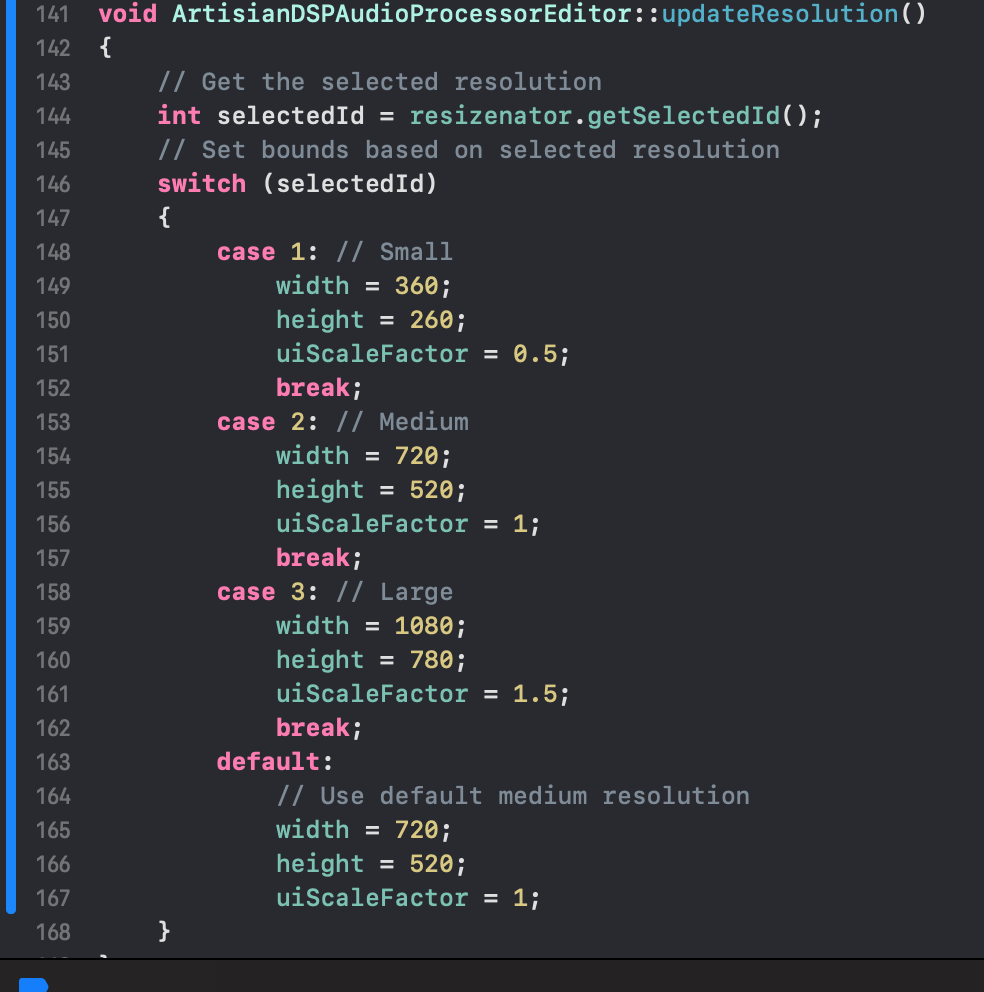 141 void ArtisianDSPAudioProcessorEditor::updateResolution()
142 {
143     // Get the selected resolution
144     int selectedId = resizenator.getSelectedId();
145     // Set bounds based on selected resolution
146     switch (selectedId)
147     {
148         case 1: // Small
149             width = 360;
150             height = 260;
151             uiScaleFactor = 0.5;
152             break;
153         case 2: // Medium
154             width = 720;
155             height = 520;
156             uiScaleFactor = 1;
157             break;
158         case 3: // Large
159             width = 1080;
160             height = 780;
161             uiScaleFactor = 1.5;
162             break;
163         default:
164             // Use default medium resolution
165             width = 720;
166             height = 520;
167             uiScaleFactor = 1;
168     }